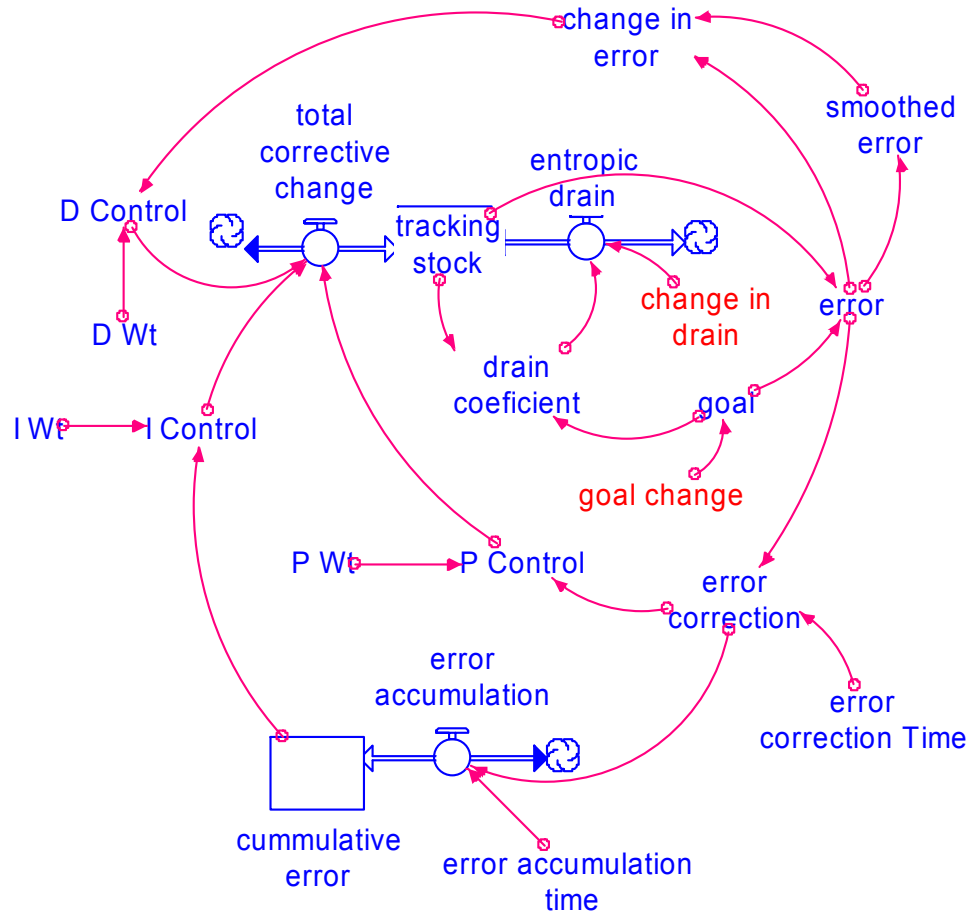 change in
error
smoothed
error
total
corrective
change
entropic
drain
D Control
tracking
stock
change in
drain
error
D Wt
drain
coeficient
goal
I Wt
I Control
goal change
P Wt
P Control
error
correction
error
accumulation
error
correction Time
cummulative
error
error accumulation
time